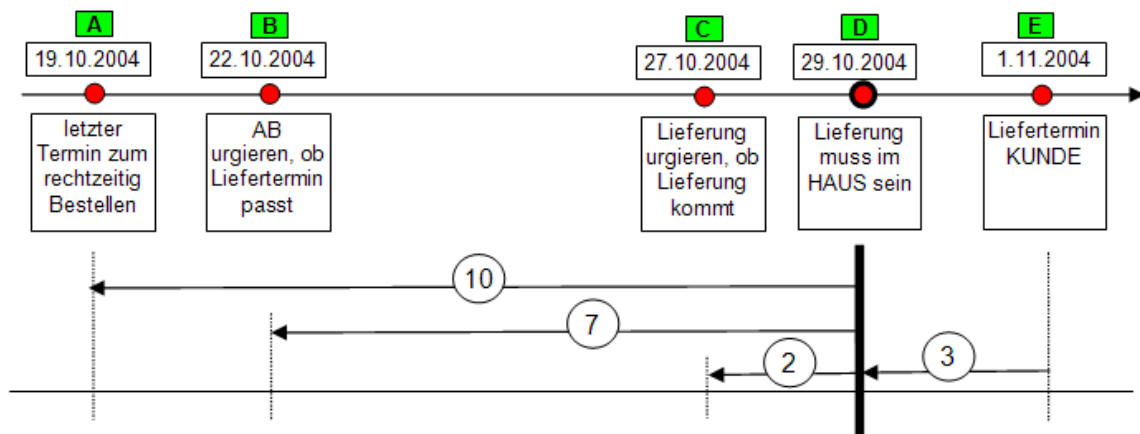 A B C D E
19.10.2004 22.10.2004 27.10.2004 29.10.2004 1.11.2004
letzter
Termin zum
rechtzeitig
Bestellen
AB
urgieren, ob
Liefertermin
passt
Lieferung
urgieren, ob
Lieferung
kommt
Lieferung
muss im
HAUS sein
Liefertermin
KUNDE
10
7
2 3